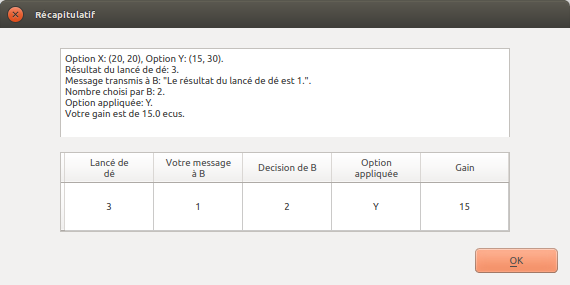 Récapitulatif
Option X: (20, 20), Option Y: (15, 30).
Résultat du lancé de dé: 3.
Message transmis à B: "Le résultat du lancé de dé est 1.".
Nombre choisi par B: 2.
Option appliquée: Y.
Votre gain est de 15.0 ecus.
Lancé de
dé
Votre message
à B
Decision de B
Option
appliquée
Gain
3
1
2
Y
15
OK